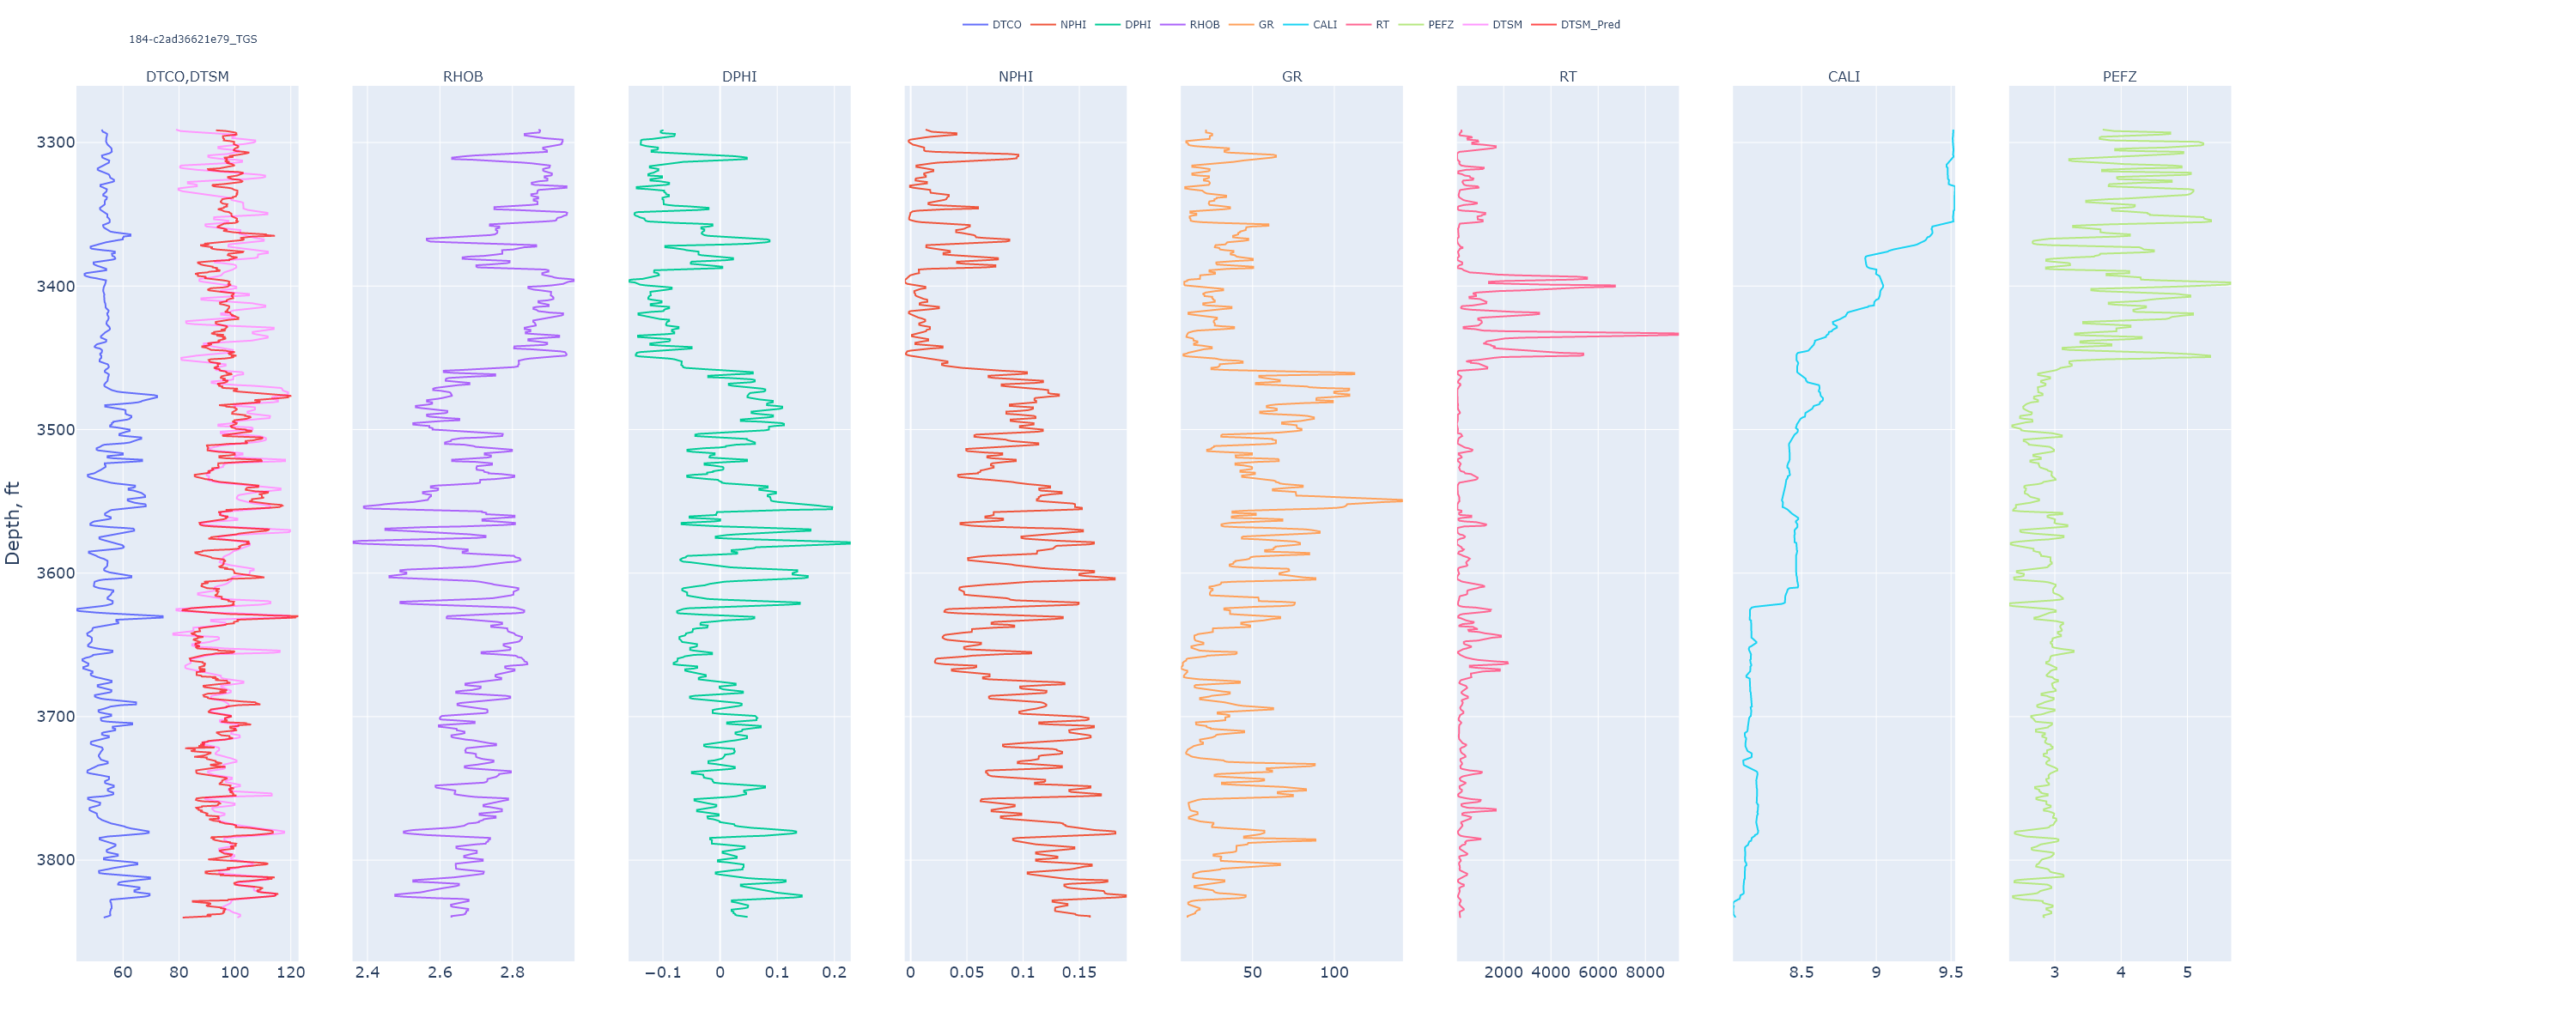 DTCO NPHI DPHI RHOB GR CALI RT PEFZ DTSM DTSM_Pred
184-c2ad36621e79_TGS
DTCO,DTSM RHOB DPHI NPHI GR RT CALI PEFZ
3300
3400
3500
3600
3700
3800
Depth, ft
60 80 100 120 2.4 2.6 2.8 −0.1 0 0.1 0.2 0 0.05 0.1 0.15 50 100 2000 4000 6000 8000 8.5 9 9.5 3 4 5